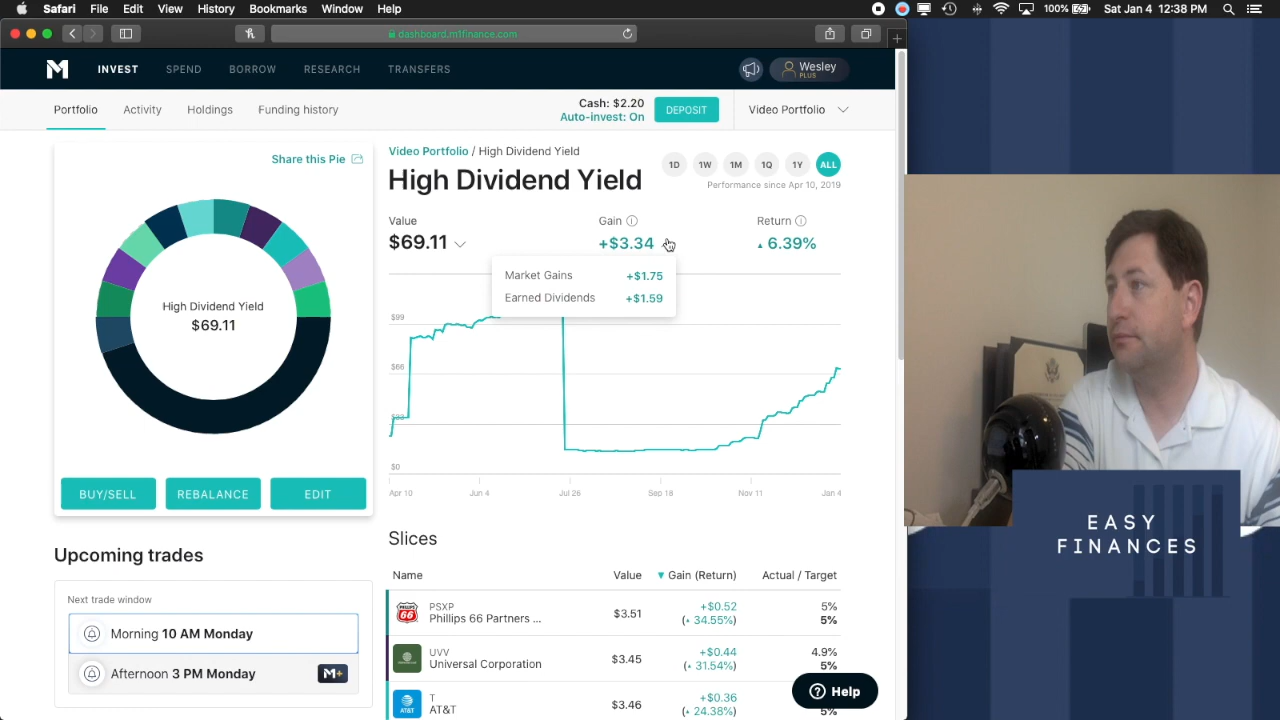 Safari File Edit View History Bookmarks Window Help
100% Sat Jan 4 12:38 PM
dashboard.m1finance.com
M INVEST SPEND BORROW RESEARCH TRANSFERS
Wesley
PLUS
Portfolio Activity Holdings Funding history
Cash: $2.20
Auto-invest: On
DEPOSIT
Video Portfolio
Share this Pie
High Dividend Yield
$69.11
BUY/SELL REBALANCE EDIT
Upcoming trades
Next trade window
Morning 10 AM Monday
Afternoon 3 PM Monday M+
Video Portfolio / High Dividend Yield
High Dividend Yield
1D 1W 1M 1Q 1Y ALL
Performance since Apr 10, 2019
Value Gain Return
$69.11 +$3.34 6.39%
Market Gains +$1.75
Earned Dividends +$1.59
$99
$66
$33
$0
Apr 10 Jun 4 Jul 26 Sep 18 Nov 11 Jan 4
Slices
Name Value ▼ Gain (Return) Actual / Target
PHILLIPS 66
PSXP
Phillips 66 Partners ...
$3.51
+$0.52
(▲ 34.55%)
5%
5%
UVV
Universal Corporation
$3.45
+$0.44
(▲ 31.54%)
4.9%
5%
AT&T
T
AT&T
$3.46
+$0.36
(▲ 24.38%)
5%
Help
EASY
FINANCES